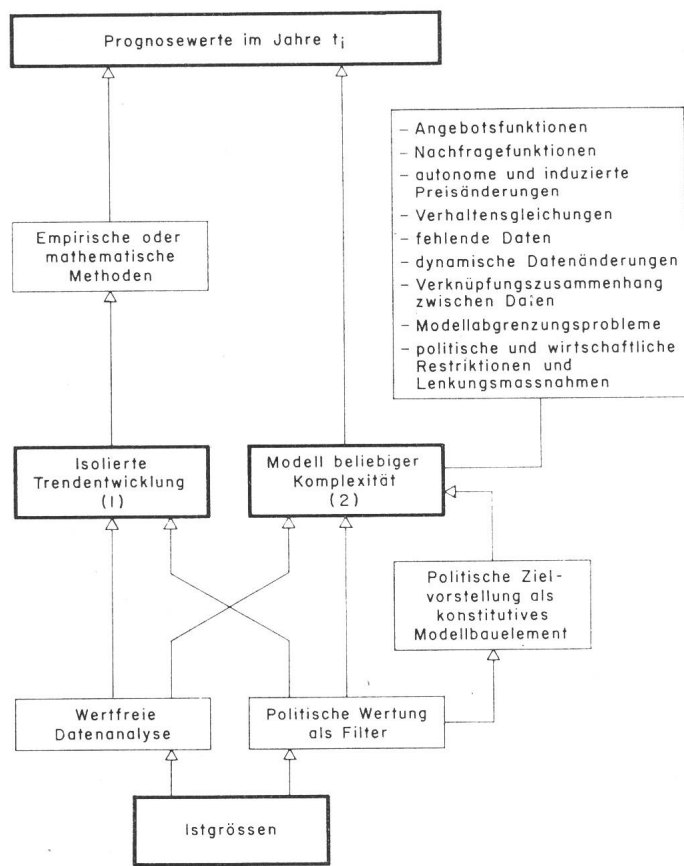 Prognosewerte im Jahre ti
– Angebotsfunktionen
– Nachfragefunktionen
– autonome und induzierte
Preisänderungen
– Verhaltensgleichungen
– fehlende Daten
– dynamische Datenänderungen
– Verknüpfungszusammenhang
zwischen Daten
– Modellabgrenzungsprobleme
– politische und wirtschaftliche
Restriktionen und
Lenkungsmassnahmen
Empirische oder
mathematische
Methoden
Isolierte
Trendentwicklung
(1)
Modell beliebiger
Komplexität
(2)
Politische Ziel-
vorstellung als
konstitutives
Modellbauelement
Wertfreie
Datenanalyse
Politische Wertung
als Filter
Istgrössen